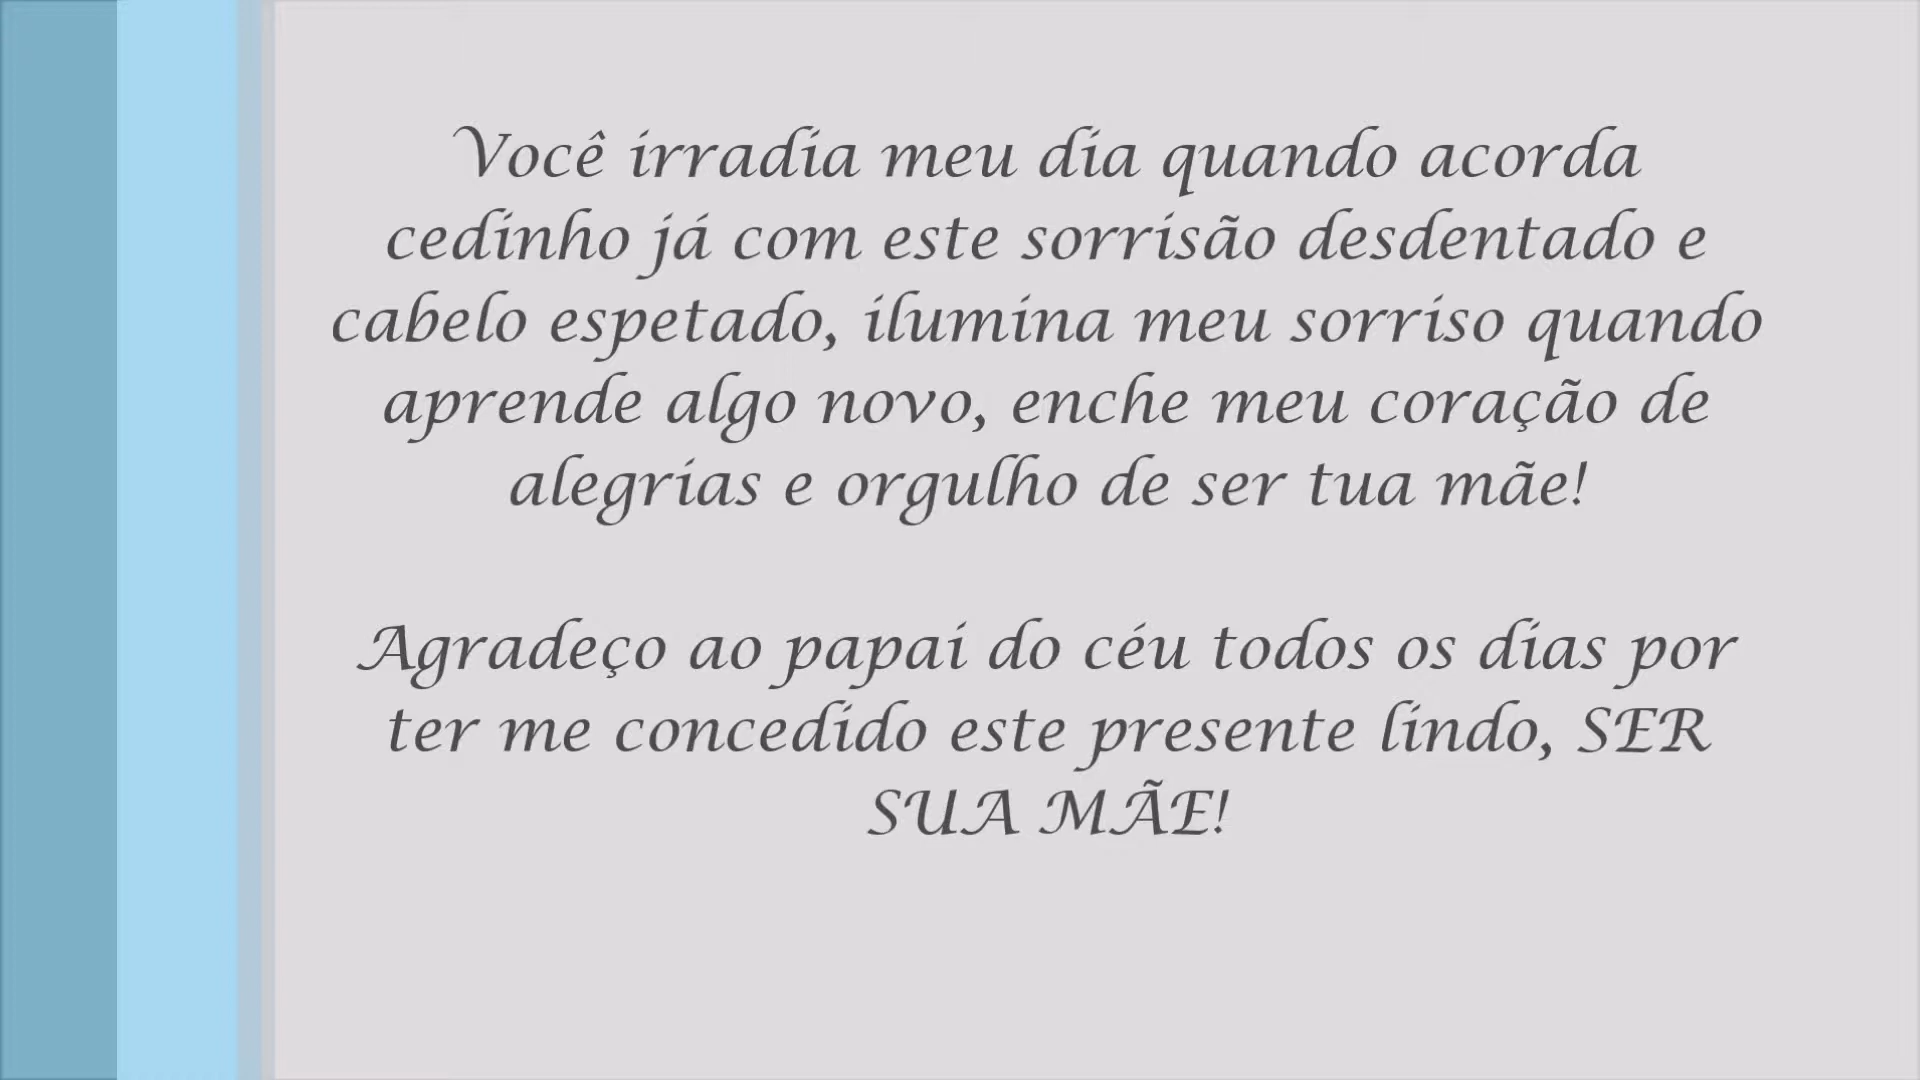 Você irradia meu dia quando acorda
cedinho já com este sorrisão desdentado e
cabelo espetado, ilumina meu sorriso quando
aprende algo novo, enche meu coração de
alegrias e orgulho de ser tua mãe!
Agradeço ao papai do céu todos os dias por
ter me concedido este presente lindo, SER
SUA MÃE!